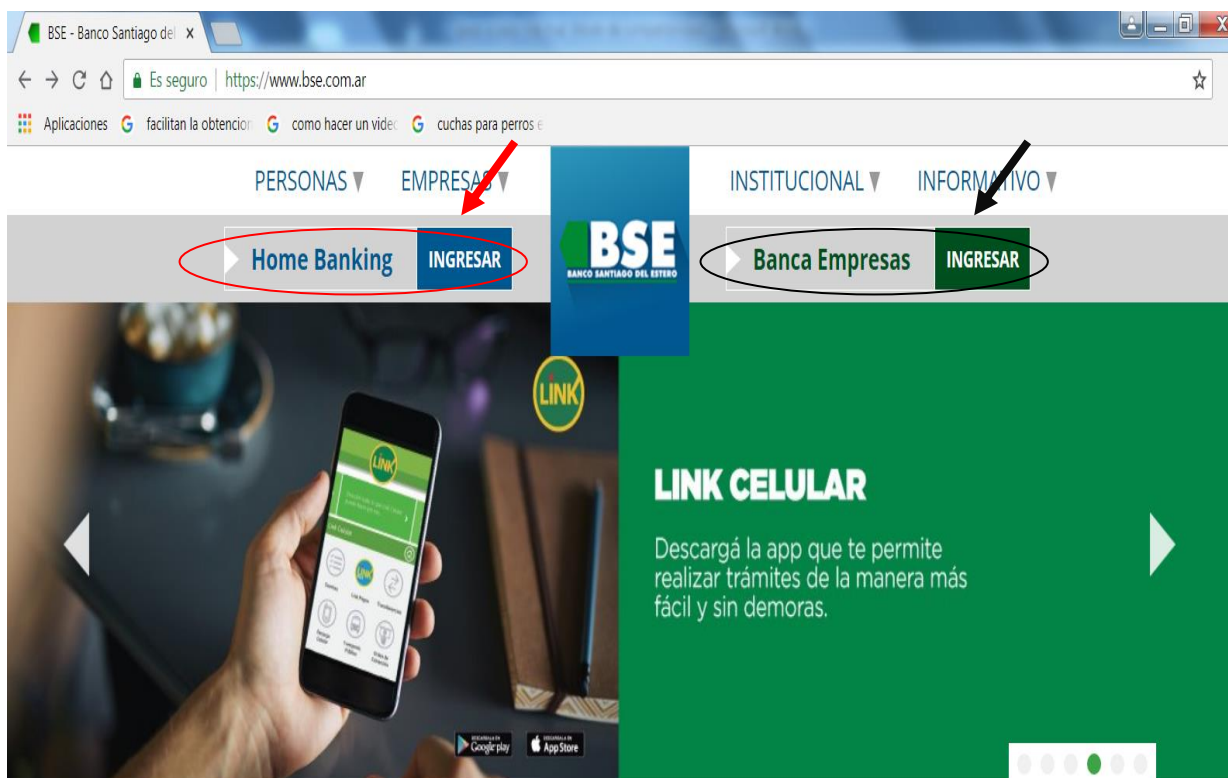 BSE - Banco Santiago del
Es seguro | https://www.bse.com.ar
Aplicaciones facilitan la obtencion como hacer un video cuchas para perros e
PERSONAS EMPRESAS INSTITUCIONAL INFORMATIVO
Home Banking INGRESAR
BSE
BANCO SANTIAGO DEL ESTERO
Banca Empresas INGRESAR
LINK
LINK
LINK CELULAR
Descargá la app que te permite
realizar trámites de la manera más
fácil y sin demoras.
LINK
Google play
App Store